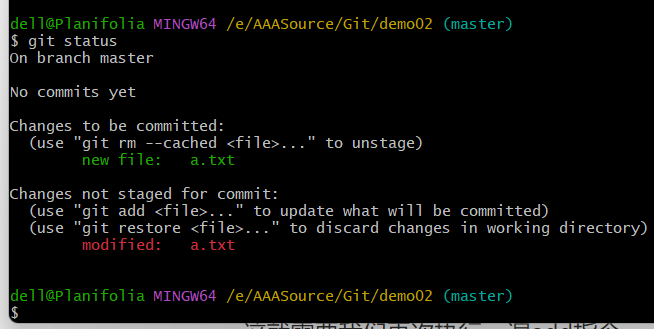 dell@Planifolia MINGW64 /e/AAASource/Git/demo02 (master)
$ git status
On branch master
No commits yet
Changes to be committed:
(use "git rm --cached <file>..." to unstage)
new file:   a.txt
Changes not staged for commit:
(use "git add <file>..." to update what will be committed)
(use "git restore <file>..." to discard changes in working directory)
modified:   a.txt
dell@Planifolia MINGW64 /e/AAASource/Git/demo02 (master)
$